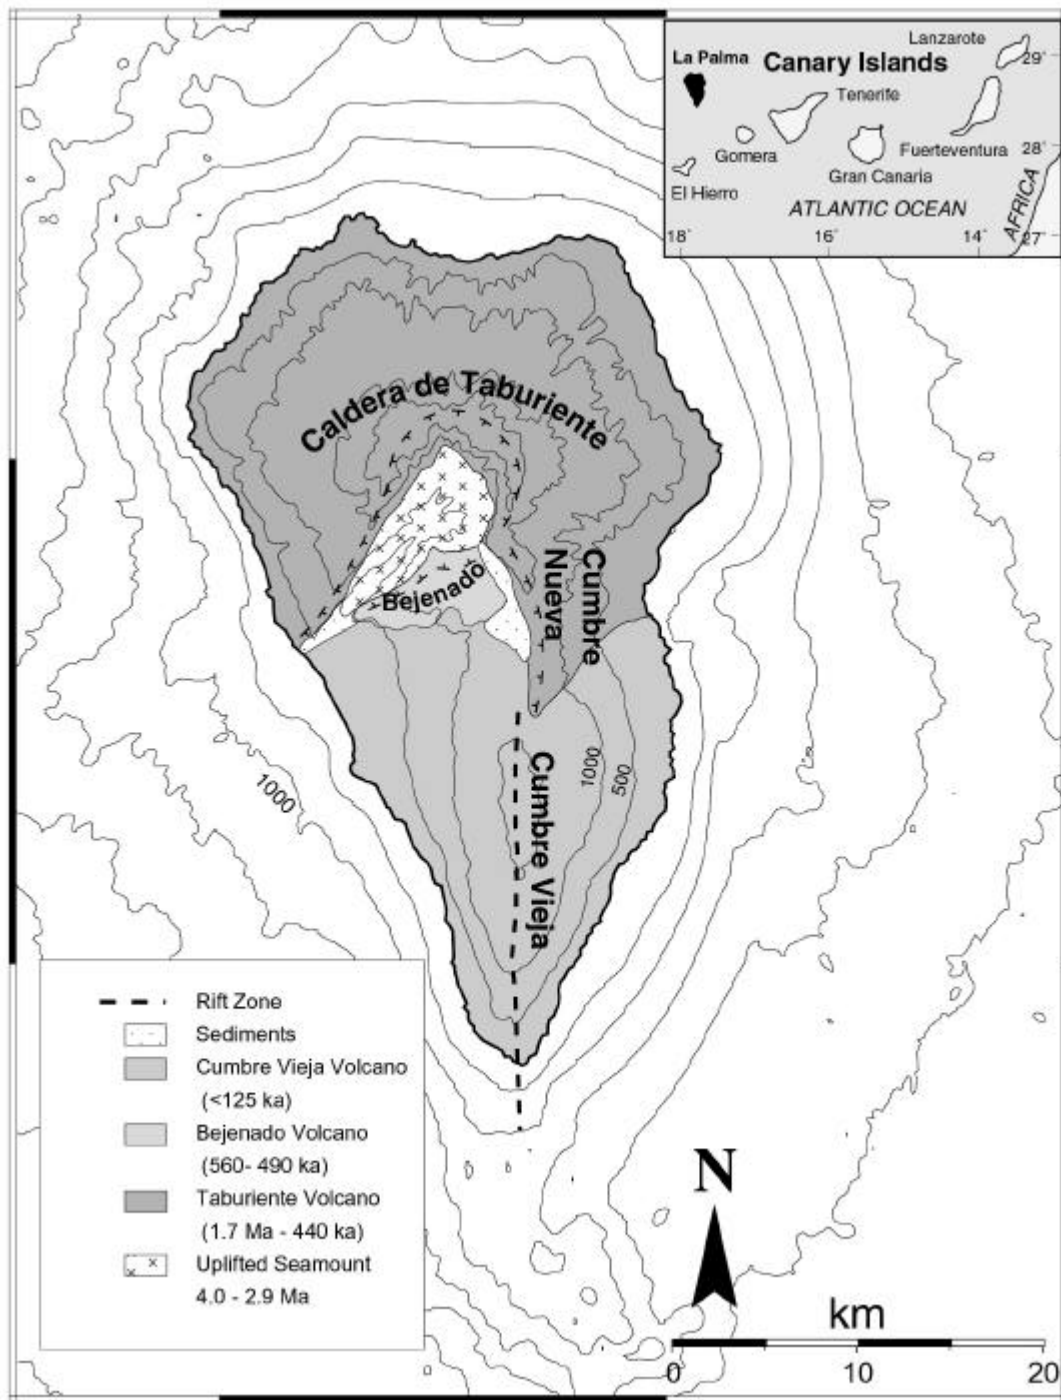 Lanzarote
La Palma
Canary Islands
29°
Tenerife
Gomera
Fuerteventura
28°
Gran Canaria
El Hierro
ATLANTIC OCEAN
AFRICA
18°
16°
14°
27°
Caldera de Taburiente
Cumbre
Nueva
Bejenado
Cumbre Vieja
1000
500
1000
Rift Zone
Sediments
Cumbre Vieja Volcano
(<125 ka)
Bejenado Volcano
(560- 490 ka)
Taburiente Volcano
(1.7 Ma - 440 ka)
Uplifted Seamount
4.0 - 2.9 Ma
N
km
0
10
20